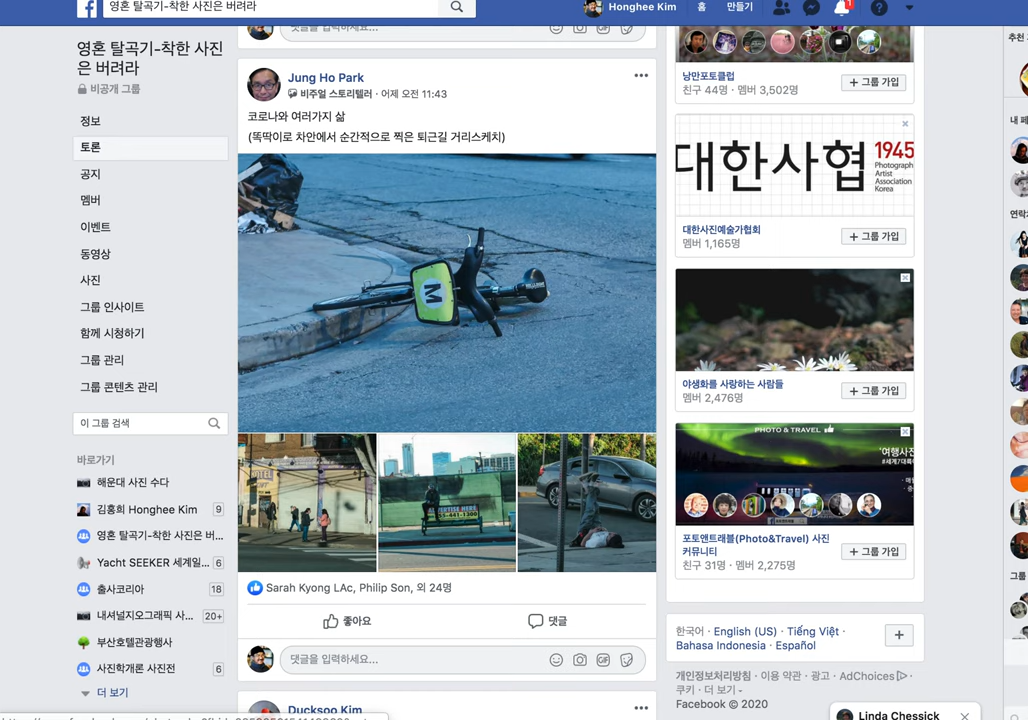 영혼 탈곡기-착한 사진은 버려라
Honghee Kim
홈
만들기
1
영혼 탈곡기-착한 사진
은 버려라
비공개 그룹
정보
토론
공지
멤버
이벤트
동영상
사진
그룹 인사이트
함께 시청하기
그룹 관리
그룹 콘텐츠 관리
이 그룹 검색
바로가기
해운대 사진 수다
김홍희 Honghee Kim 9
영혼 탈곡기-착한 사진은 버...
Yacht SEEKER 세계일... 6
출사코리아 18
내셔널지오그래픽 사... 20+
부산호텔관광행사
사진학개론 사진전 6
더 보기
댓글을 입력하세요...
GIF
Jung Ho Park
비주얼 스토리텔러 · 어제 오전 11:43
코로나와 여러가지 삶
(똑딱이로 차안에서 순간적으로 찍은 퇴근길 거리스케치)
M
Sarah Kyong LAc, Philip Son, 외 24명
좋아요
댓글
댓글을 입력하세요...
GIF
Ducksoo Kim
낭만포토클럽
친구 44명 · 멤버 3,502명
+ 그룹 가입
대한사협
1945
Photograph
Artist
Association
Korea
대한사진예술가협회
멤버 1,165명
+ 그룹 가입
야생화를 사랑하는 사람들
멤버 2,476명
+ 그룹 가입
PHOTO & TRAVEL
포토앤트래블(Photo&Travel) 사진
커뮤니티
친구 31명 · 멤버 2,275명
+ 그룹 가입
한국어 · English (US) · Tiếng Việt ·
Bahasa Indonesia · Español
+
개인정보처리방침 · 이용 약관 · 광고 · AdChoices ·
쿠키 · 더 보기
Facebook © 2020
추천
내 페
연락
그룹
Linda Chessick